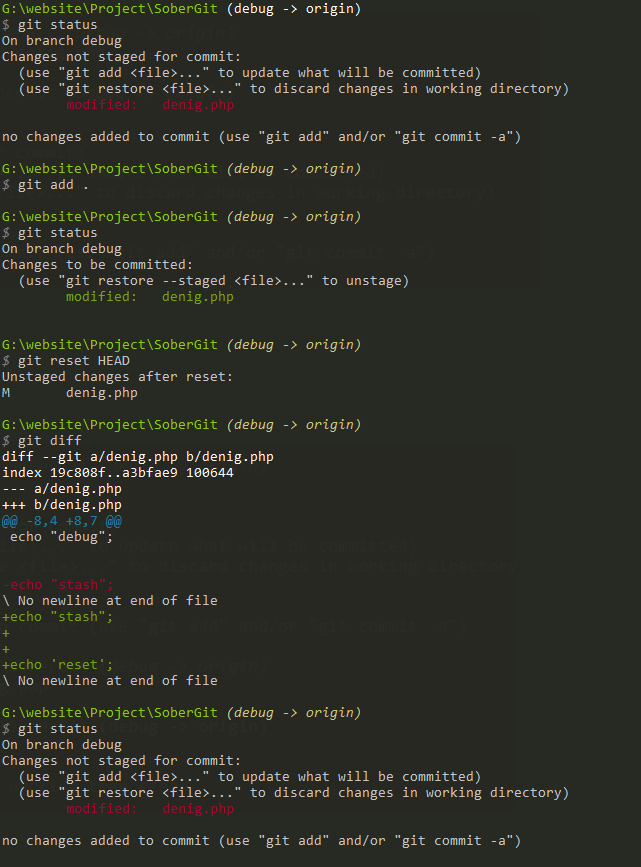 G:\website\Project\SoberGit (debug -> origin)
$ git status
On branch debug
Changes not staged for commit:
  (use "git add <file>..." to update what will be committed)
  (use "git restore <file>..." to discard changes in working directory)
        modified:   denig.php
no changes added to commit (use "git add" and/or "git commit -a")
G:\website\Project\SoberGit (debug -> origin)
$ git add .
G:\website\Project\SoberGit (debug -> origin)
$ git status
On branch debug
Changes to be committed:
  (use "git restore --staged <file>..." to unstage)
        modified:   denig.php
G:\website\Project\SoberGit (debug -> origin)
$ git reset HEAD
Unstaged changes after reset:
M       denig.php
G:\website\Project\SoberGit (debug -> origin)
$ git diff
diff --git a/denig.php b/denig.php
index 19c808f..a3bfae9 100644
--- a/denig.php
+++ b/denig.php
@@ -8,4 +8,7 @@
 echo "debug";
-echo "stash";
\ No newline at end of file
+echo "stash";
+
+
+echo 'reset';
\ No newline at end of file
G:\website\Project\SoberGit (debug -> origin)
$ git status
On branch debug
Changes not staged for commit:
  (use "git add <file>..." to update what will be committed)
  (use "git restore <file>..." to discard changes in working directory)
        modified:   denig.php
no changes added to commit (use "git add" and/or "git commit -a")